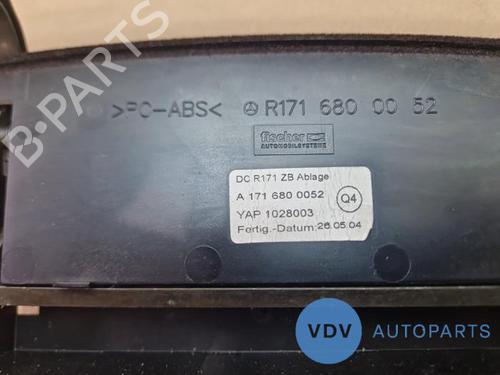 B-PARTS
>PC-ABS< R171 680 00 52
fischer
AUTOMOBILSYSTEME
DC R171 ZB Ablage
A 171 680 0052 Q4
YAP 1028003
Fertig.-Datum:26.05.04
VDV AUTOPARTS